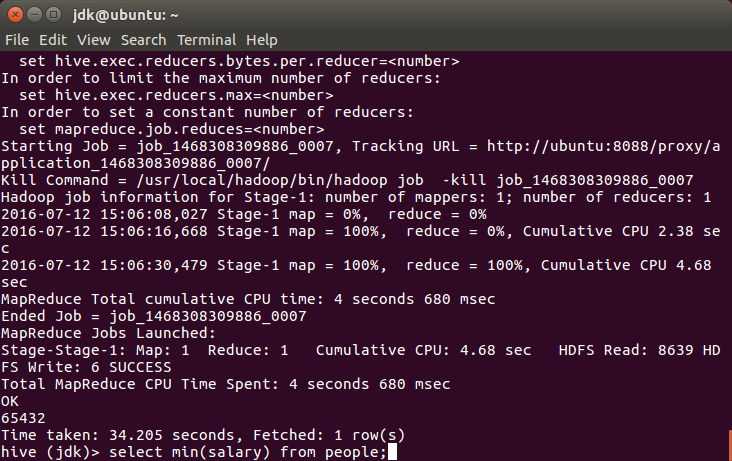 jdk@ubuntu: ~
File Edit View Search Terminal Help
  set hive.exec.reducers.bytes.per.reducer=<number>
In order to limit the maximum number of reducers:
  set hive.exec.reducers.max=<number>
In order to set a constant number of reducers:
  set mapreduce.job.reduces=<number>
Starting Job = job_1468308309886_0007, Tracking URL = http://ubuntu:8088/proxy/a
pplication_1468308309886_0007/
Kill Command = /usr/local/hadoop/bin/hadoop job  -kill job_1468308309886_0007
Hadoop job information for Stage-1: number of mappers: 1; number of reducers: 1
2016-07-12 15:06:08,027 Stage-1 map = 0%,  reduce = 0%
2016-07-12 15:06:16,668 Stage-1 map = 100%,  reduce = 0%, Cumulative CPU 2.38 se
c
2016-07-12 15:06:30,479 Stage-1 map = 100%,  reduce = 100%, Cumulative CPU 4.68
sec
MapReduce Total cumulative CPU time: 4 seconds 680 msec
Ended Job = job_1468308309886_0007
MapReduce Jobs Launched:
Stage-Stage-1: Map: 1  Reduce: 1   Cumulative CPU: 4.68 sec   HDFS Read: 8639 HD
FS Write: 6 SUCCESS
Total MapReduce CPU Time Spent: 4 seconds 680 msec
OK
65432
Time taken: 34.205 seconds, Fetched: 1 row(s)
hive (jdk)> select min(salary) from people;